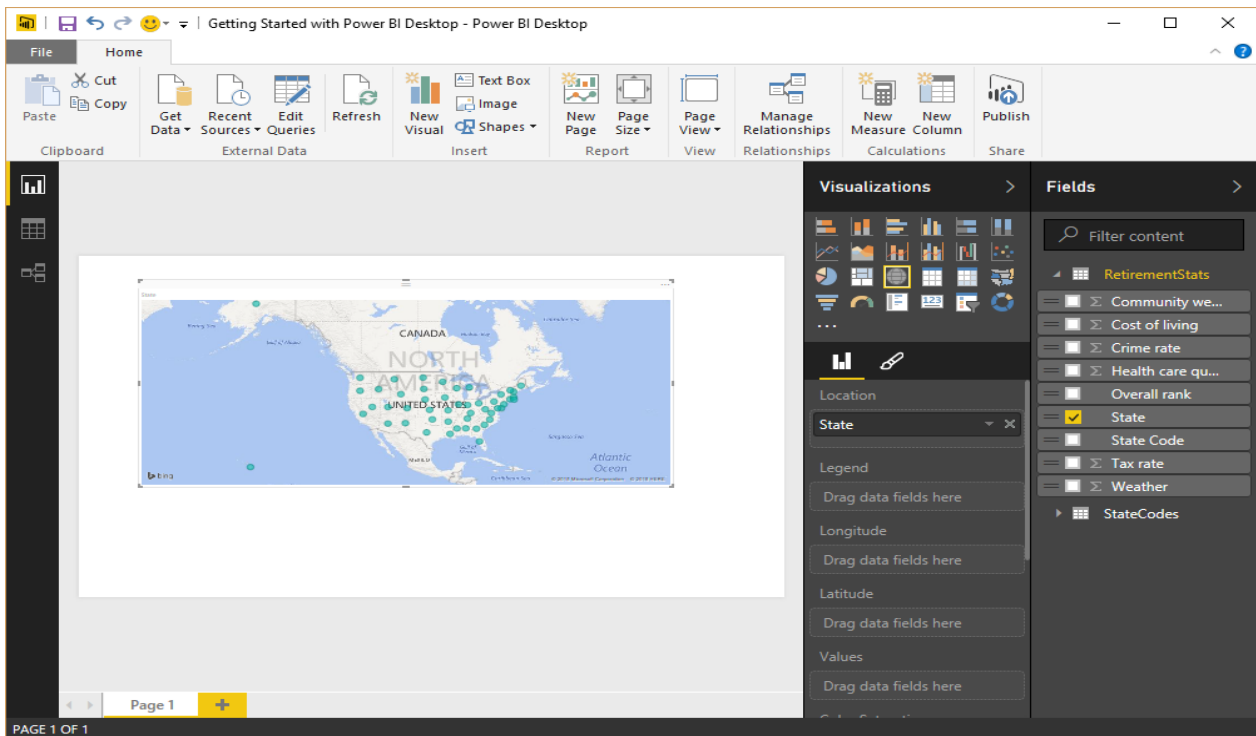 Getting Started with Power BI Desktop - Power BI Desktop
File Home
Paste
Cut
Copy
Get Data
Recent Sources
Edit Queries
Refresh
New Visual
Text Box
Image
Shapes
New Page
Page Size
Page View
Manage Relationships
New Measure
New Column
Publish
Clipboard External Data Insert Report View Relationships Calculations Share
State
CANADA
NORTH
AMERICA
UNITED STATES
MEXICO
Atlantic
Ocean
bing
Visualizations
123
Location
State
Legend
Drag data fields here
Longitude
Drag data fields here
Latitude
Drag data fields here
Values
Drag data fields here
Fields
Filter content
RetirementStats
Σ Community we...
Σ Cost of living
Σ Crime rate
Σ Health care qu...
Overall rank
State
State Code
Σ Tax rate
Σ Weather
StateCodes
Page 1
PAGE 1 OF 1